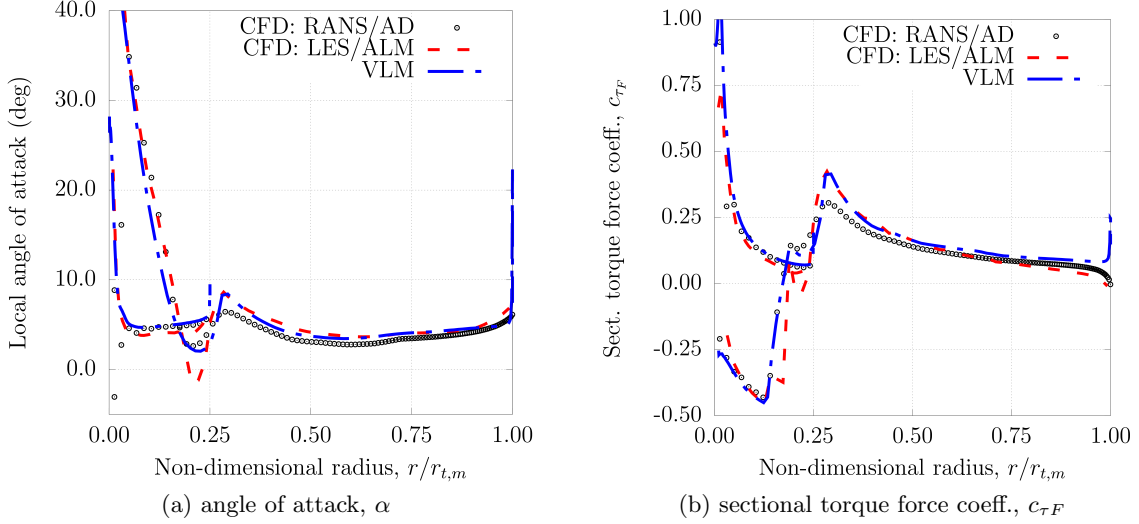 40.0
30.0
20.0
10.0
0.0
0.00
0.25
0.50
0.75
1.00
Local angle of attack (deg)
Non-dimensional radius, r/r_{t,m}
CFD: RANS/AD
CFD: LES/ALM
VLM
(a) angle of attack, α
1.00
0.75
0.50
0.25
0.00
-0.25
-0.50
0.00
0.25
0.50
0.75
1.00
Sect. torque force coeff., c_{τ_F}
Non-dimensional radius, r/r_{t,m}
CFD: RANS/AD
CFD: LES/ALM
VLM
(b) sectional torque force coeff., c_{τF}